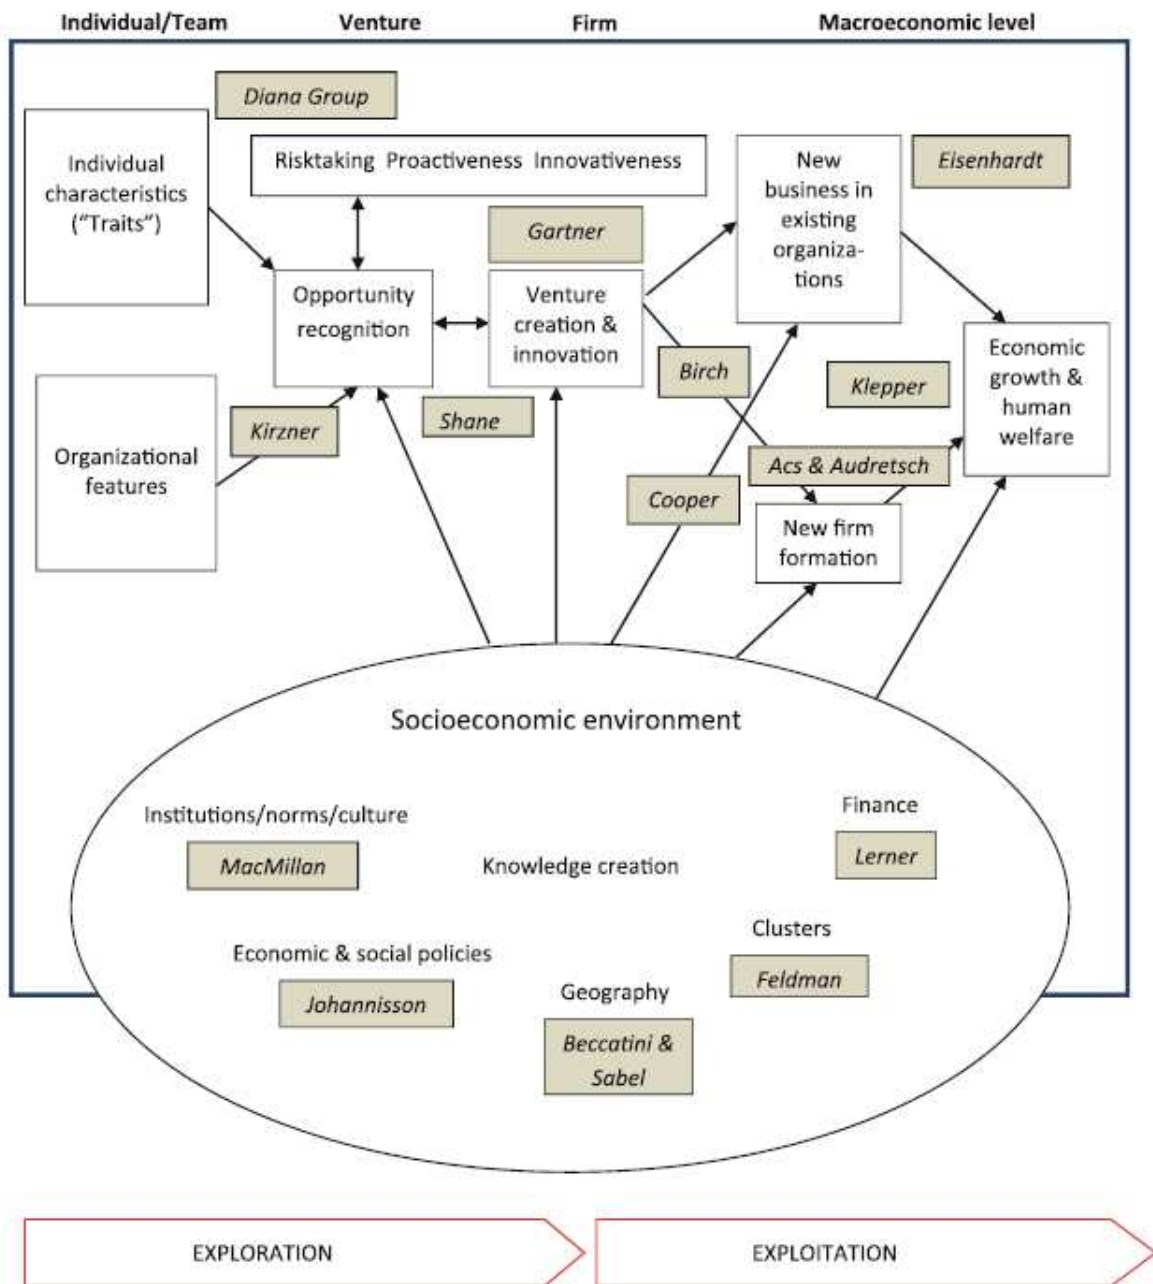 Individual/Team Venture Firm Macroeconomic level
Diana Group
Individual
characteristics
("Traits")
Risktaking Proactiveness Innovativeness
New
business in
existing
organiza-
tions
Eisenhardt
Gartner
Opportunity
recognition
Venture
creation &
innovation
Economic
growth &
human
welfare
Birch
Klepper
Kirzner
Shane
Organizational
features
Acs & Audretsch
Cooper
New firm
formation
Socioeconomic environment
Institutions/norms/culture
MacMillan
Knowledge creation
Finance
Lerner
Economic & social policies
Johannisson
Clusters
Feldman
Geography
Beccatini &
Sabel
EXPLORATION
EXPLOITATION